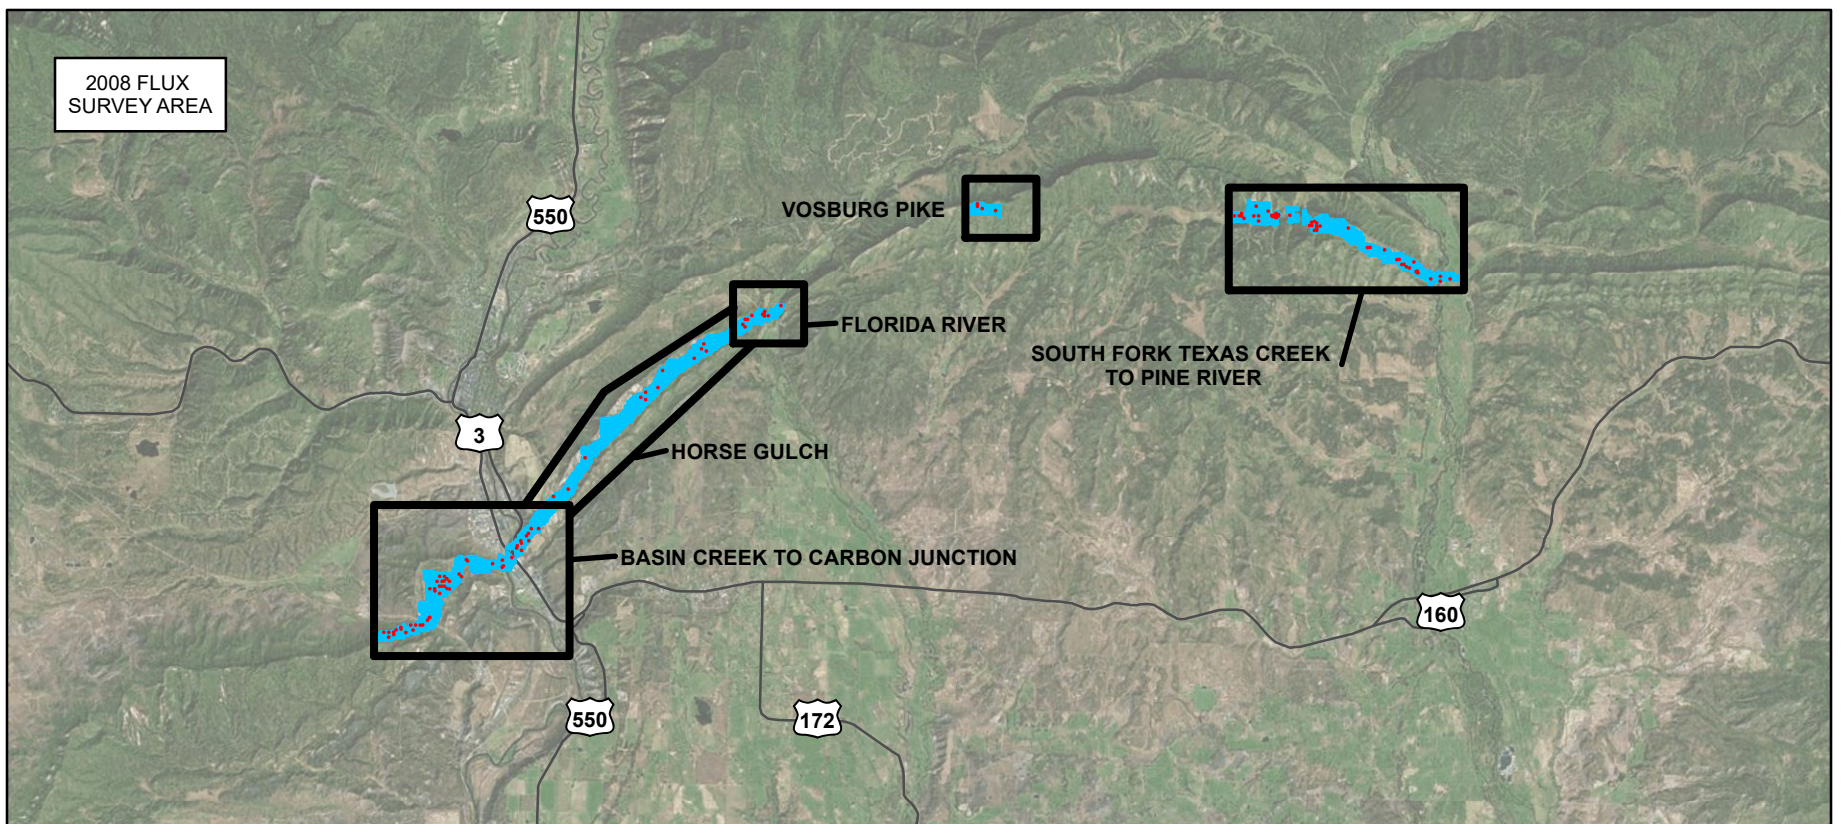 2008 FLUX
SURVEY AREA
550
VOSBURG PIKE
FLORIDA RIVER
SOUTH FORK TEXAS CREEK
TO PINE RIVER
3
HORSE GULCH
BASIN CREEK TO CARBON JUNCTION
160
550
172